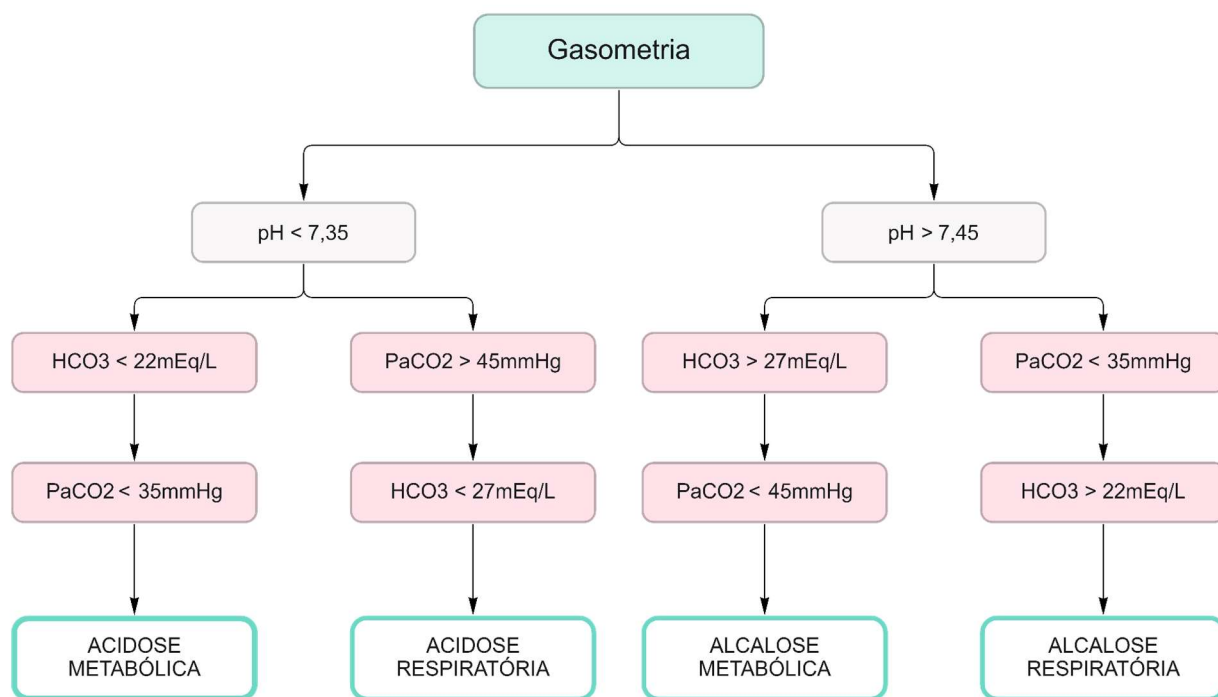 Gasometria
pH < 7,35
pH > 7,45
HCO3 < 22mEq/L
PaCO2 > 45mmHg
HCO3 > 27mEq/L
PaCO2 < 35mmHg
PaCO2 < 35mmHg
HCO3 < 27mEq/L
PaCO2 < 45mmHg
HCO3 > 22mEq/L
ACIDOSE
METABÓLICA
ACIDOSE
RESPIRATÓRIA
ALCALOSE
METABÓLICA
ALCALOSE
RESPIRATÓRIA